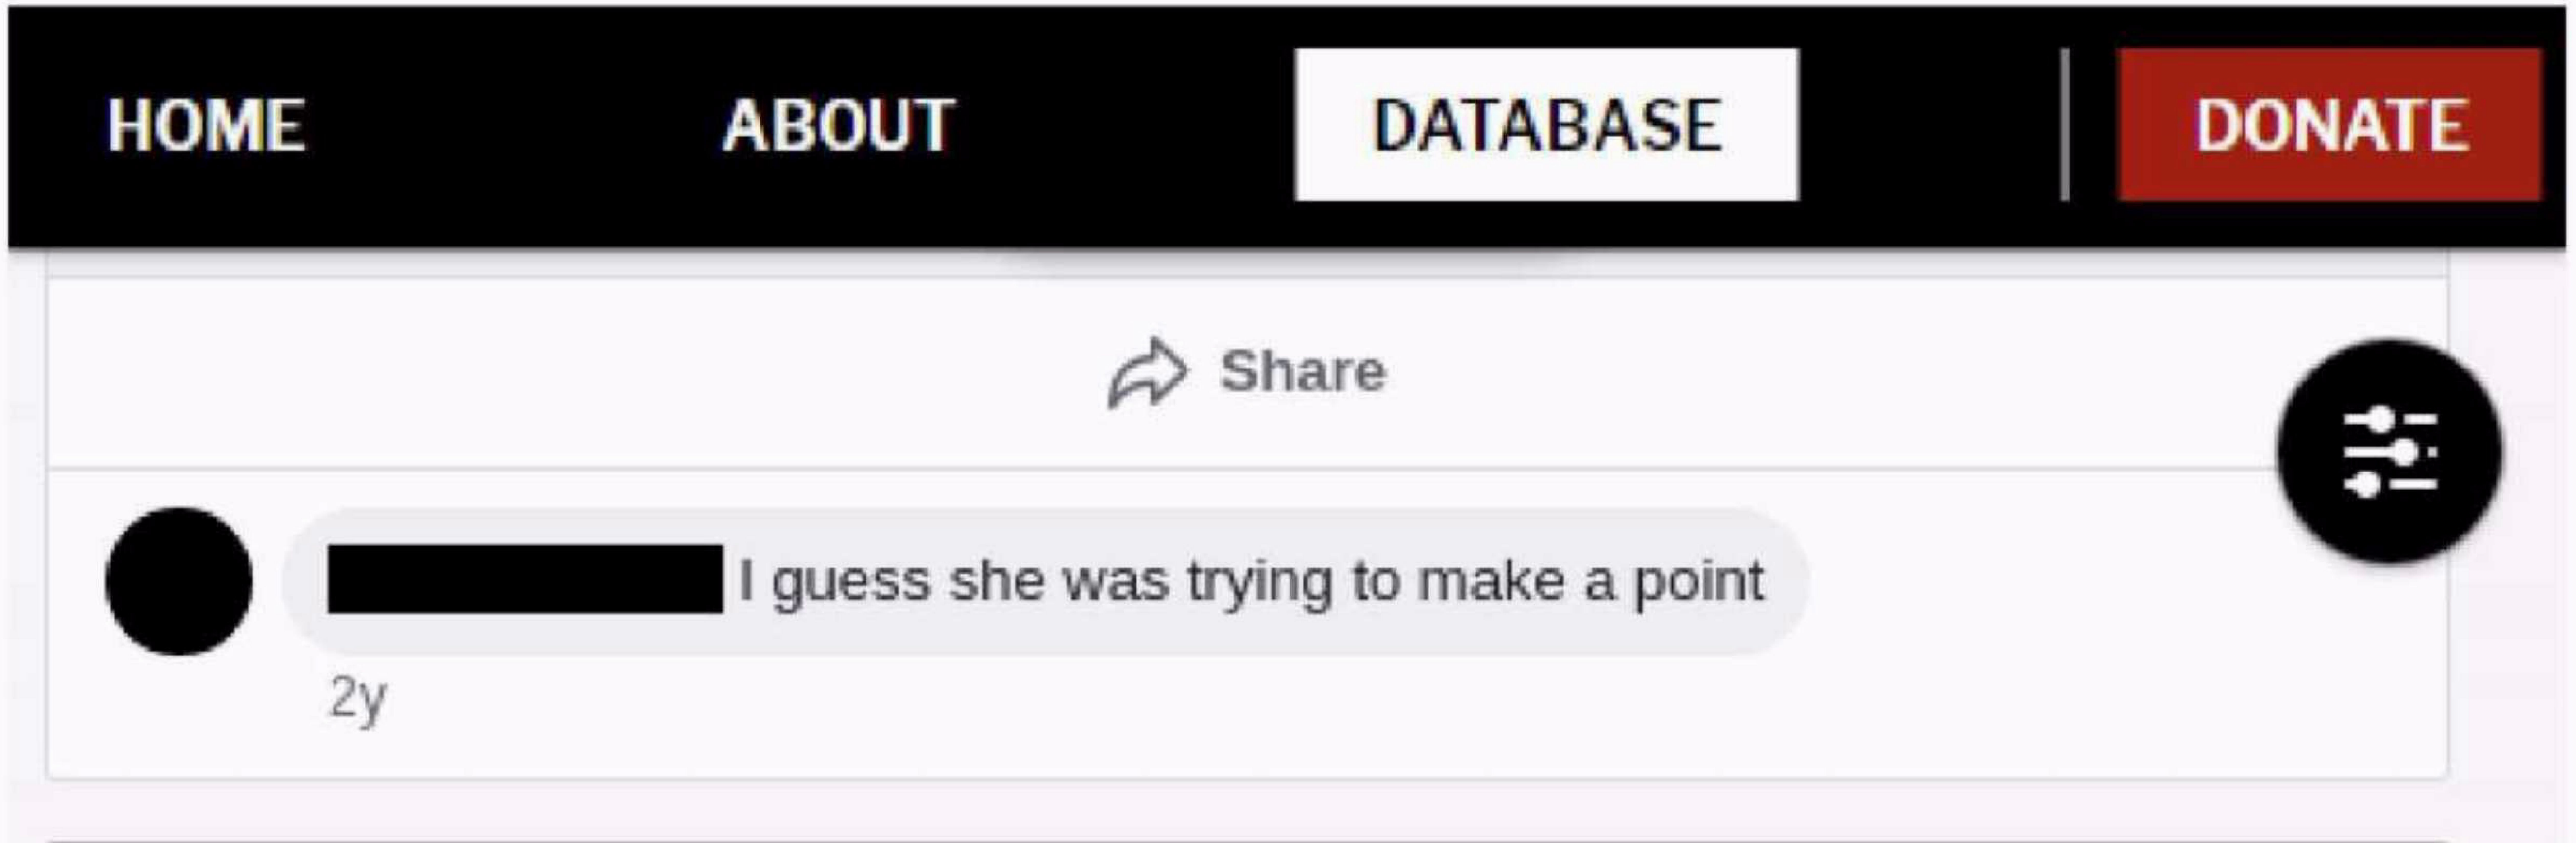 HOME ABOUT DATABASE DONATE
Share
I guess she was trying to make a point
2y